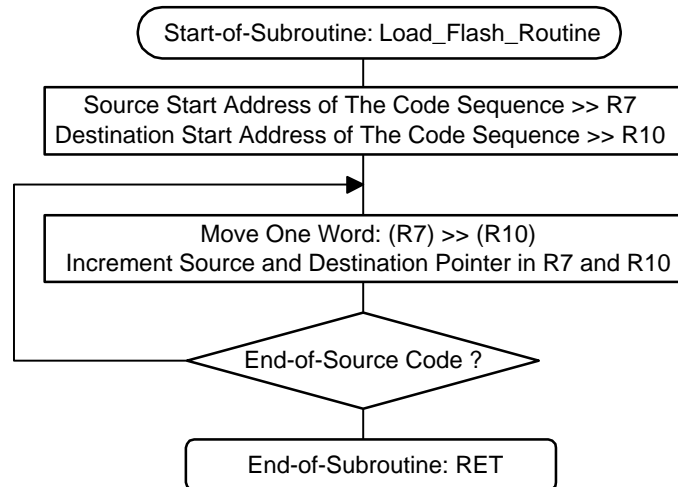 Start-of-Subroutine: Load_Flash_Routine
Source Start Address of The Code Sequence >> R7
Destination Start Address of The Code Sequence >> R10
Move One Word: (R7) >> (R10)
Increment Source and Destination Pointer in R7 and R10
End-of-Source Code ?
End-of-Subroutine: RET